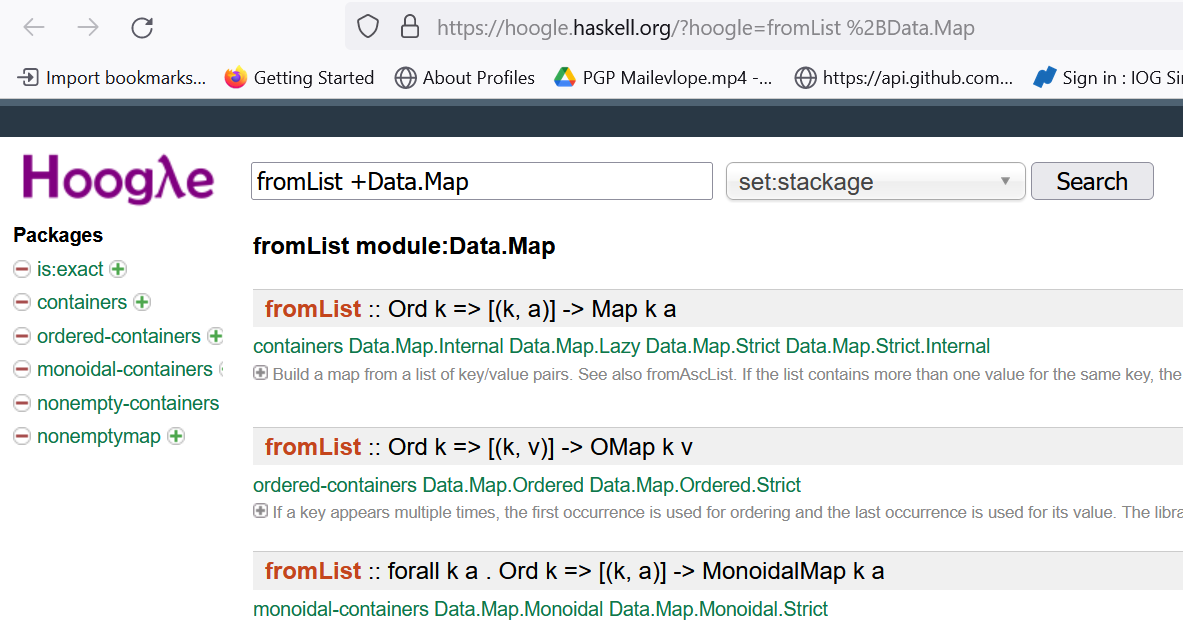 https://hoogle.haskell.org/?hoogle=fromList %2BData.Map
Import bookmarks... Getting Started About Profiles PGP Mailevlope.mp4 -... https://api.github.com... Sign in : IOG Si
Hoogλe fromList +Data.Map set:stackage Search
Packages
is:exact
containers
ordered-containers
monoidal-containers
nonempty-containers
nonemptymap
fromList module:Data.Map
fromList :: Ord k => [(k, a)] -> Map k a
containers Data.Map.Internal Data.Map.Lazy Data.Map.Strict Data.Map.Strict.Internal
Build a map from a list of key/value pairs. See also fromAscList. If the list contains more than one value for the same key, the
fromList :: Ord k => [(k, v)] -> OMap k v
ordered-containers Data.Map.Ordered Data.Map.Ordered.Strict
If a key appears multiple times, the first occurrence is used for ordering and the last occurrence is used for its value. The libra
fromList :: forall k a . Ord k => [(k, a)] -> MonoidalMap k a
monoidal-containers Data.Map.Monoidal Data.Map.Monoidal.Strict